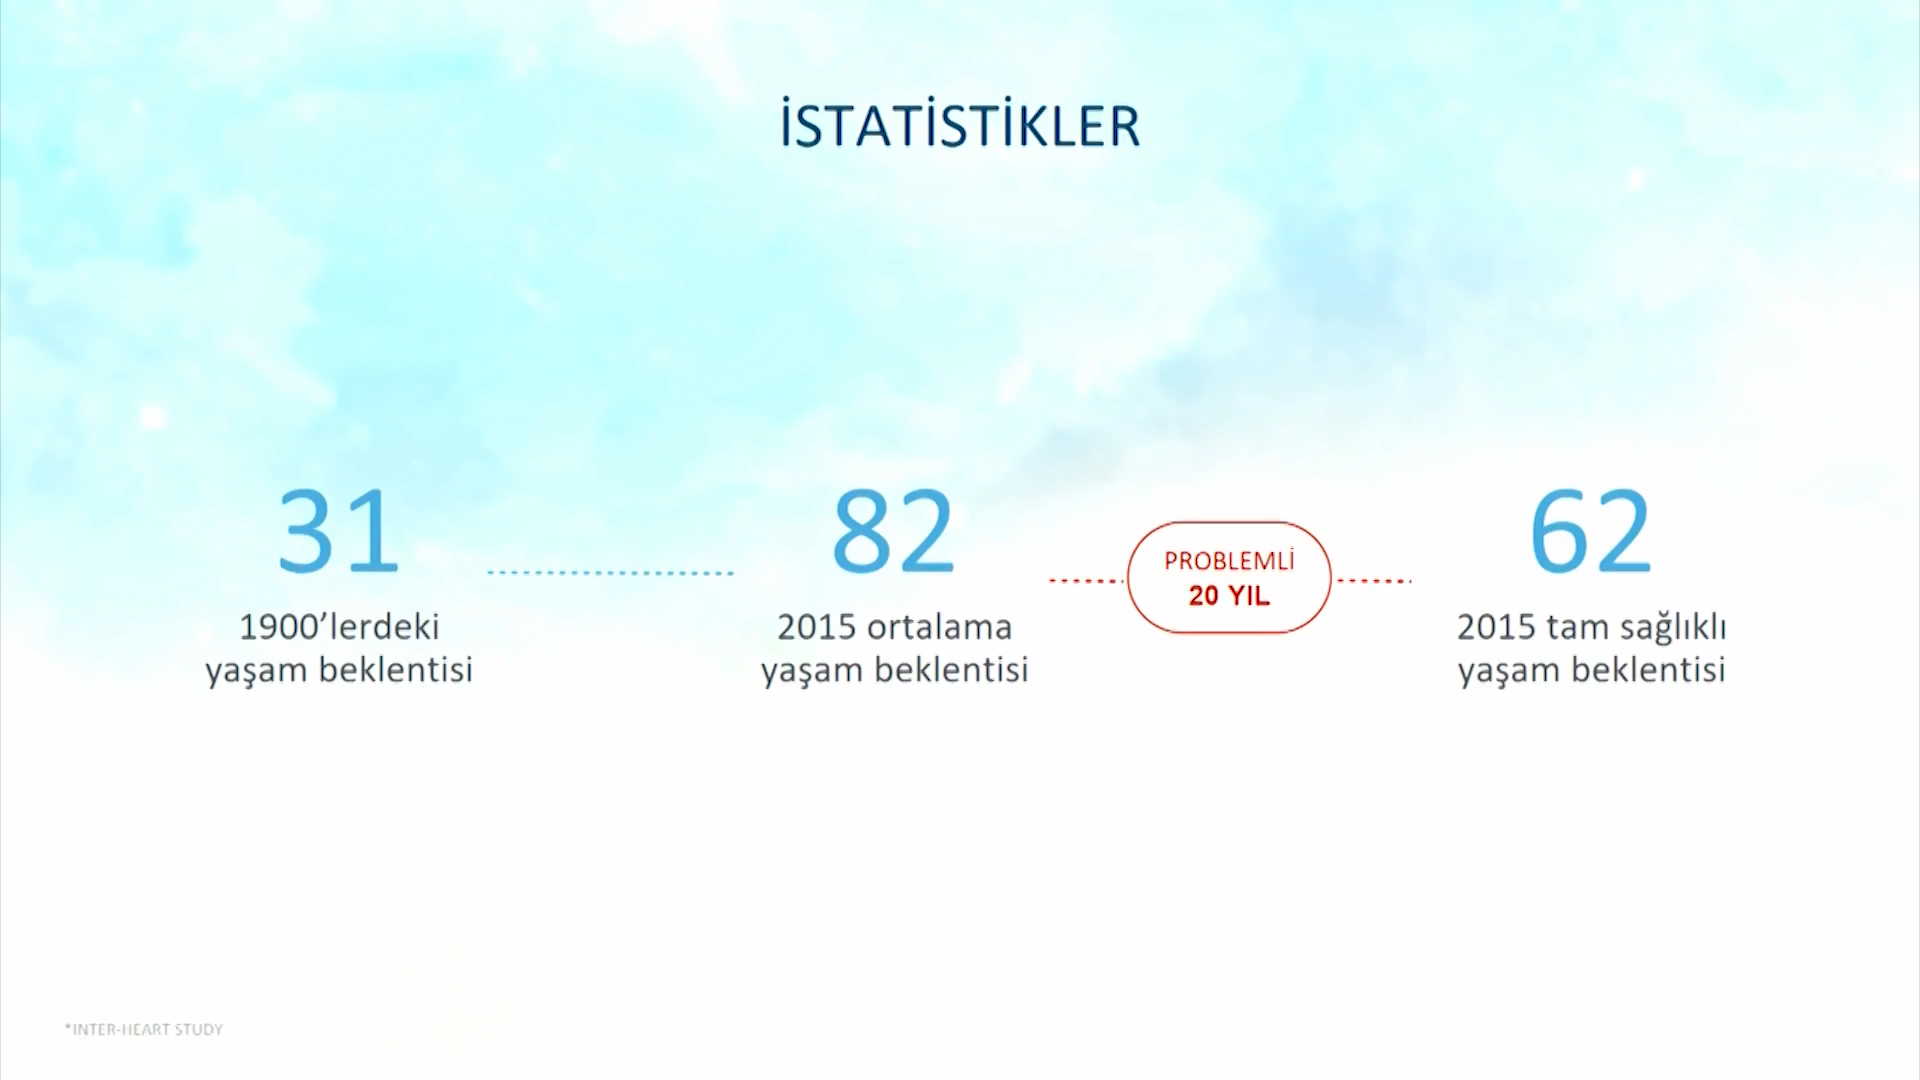 İSTATİSTİKLER
31
1900’lerdeki
yaşam beklentisi
82
2015 ortalama
yaşam beklentisi
PROBLEMLİ
20 YIL
62
2015 tam sağlıklı
yaşam beklentisi
*INTER-HEART STUDY